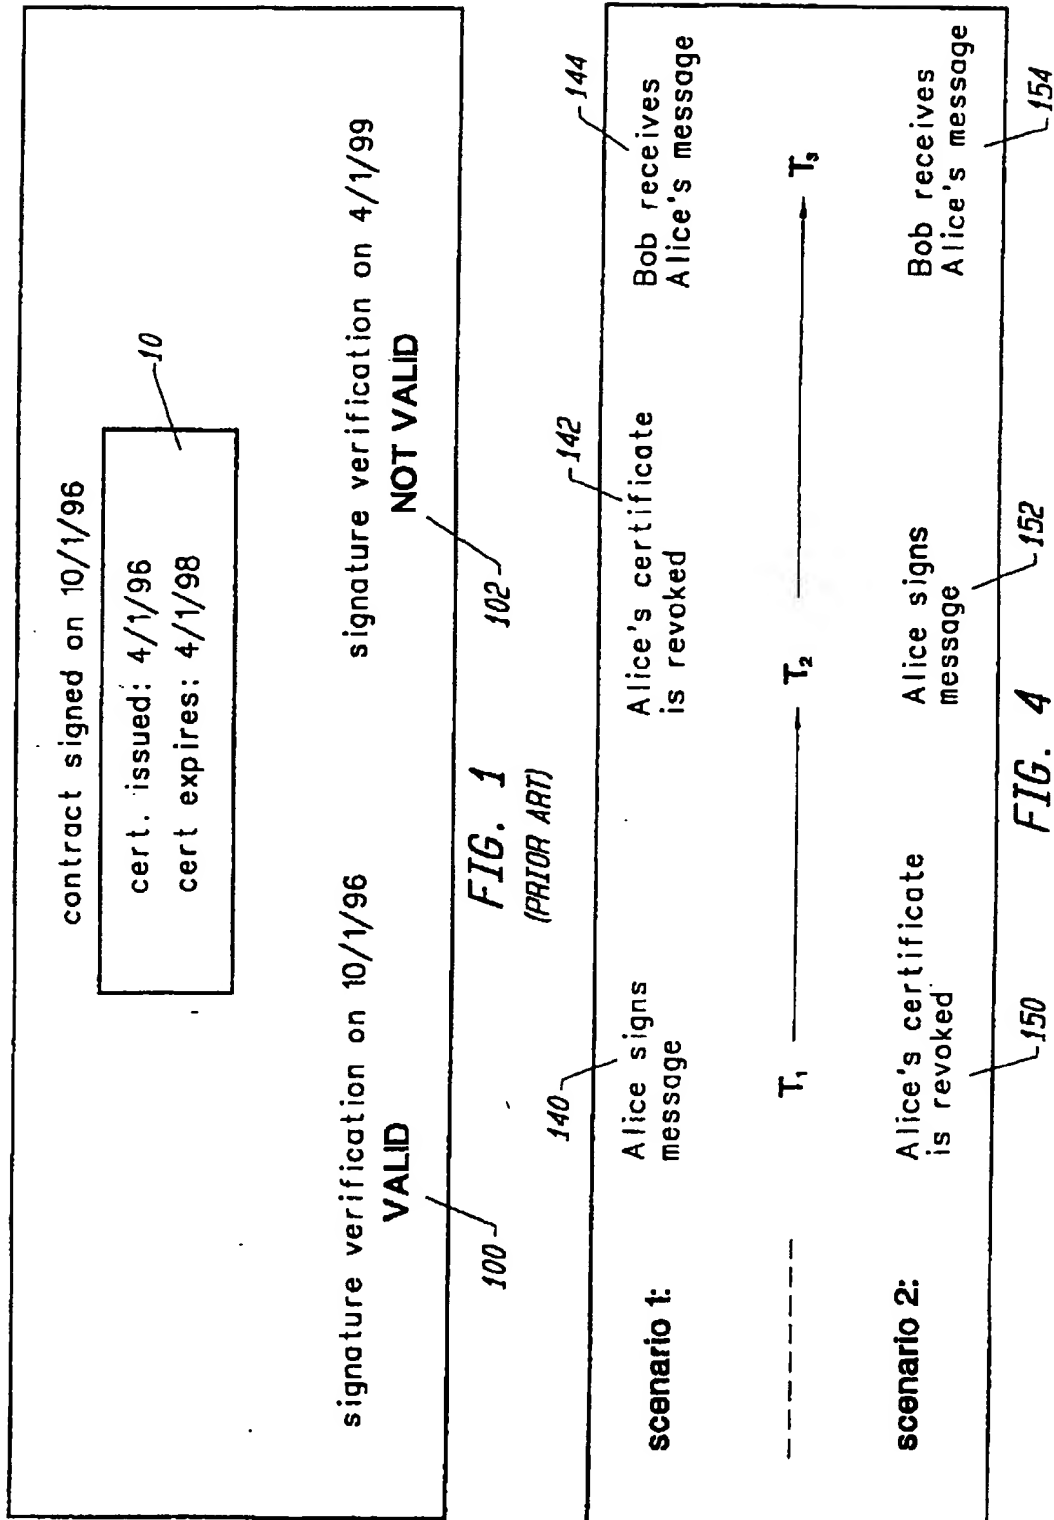 contract signed on 10/1/96
cert. issued: 4/1/96
cert expires: 4/1/98
10
signature verification on 10/1/96
VALID
signature verification on 4/1/99
NOT VALID
100
102
FIG. 1
(PRIOR ART)
140
142
144
scenario 1:
Alice signs
message
Alice's certificate
is revoked
Bob receives
Alice's message
T₁
T₂
T₃
scenario 2:
Alice's certificate
is revoked
Alice signs
message
Bob receives
Alice's message
150
152
154
FIG. 4